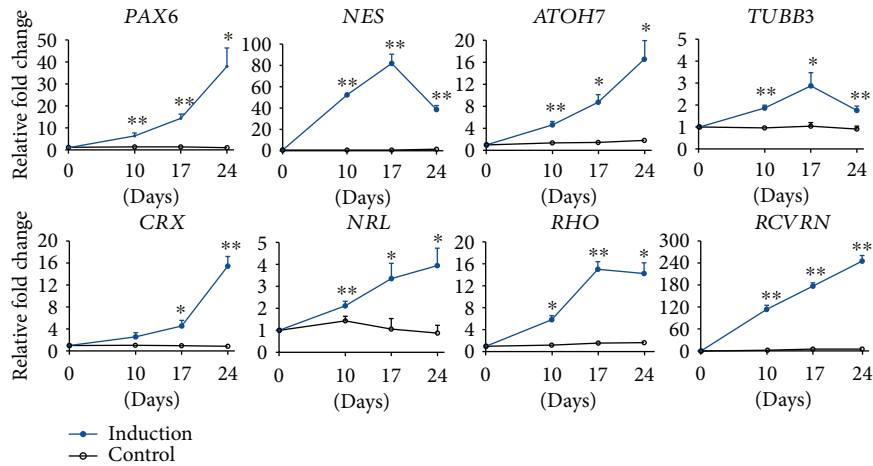 PAX6 NES ATOH7 TUBB3
Relative fold change
50
40
30
20
10
0
* ** **
0 10 17 24
(Days)
100
80
60
40
20
0
** ** **
0 10 17 24
(Days)
20
16
12
8
4
0
* * **
0 10 17 24
(Days)
6
5
4
3
2
1
0
** * **
0 10 17 24
(Days)
CRX NRL RHO RCVRN
Relative fold change
20
16
12
8
4
0
** *
0 10 17 24
(Days)
5
4
3
2
1
0
** * *
0 10 17 24
(Days)
20
16
12
8
4
0
* ** *
0 10 17 24
(Days)
300
240
180
120
60
0
** ** **
0 10 17 24
(Days)
Induction
Control